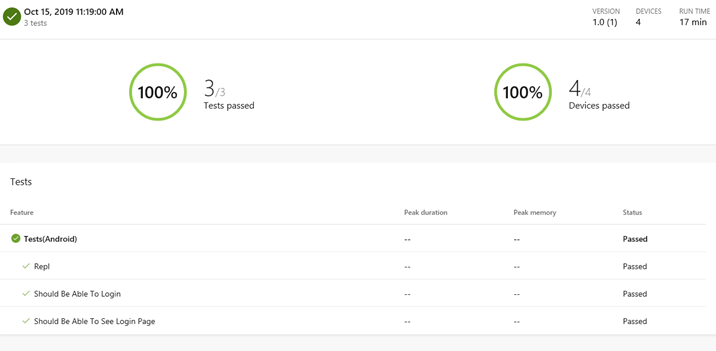 Oct 15, 2019 11:19:00 AM
3 tests
VERSION DEVICES RUN TIME
1.0 (1) 4 17 min
100% 3/3 Tests passed
100% 4/4 Devices passed
Tests
Feature Peak duration Peak memory Status
Tests(Android) -- -- Passed
Repl -- -- Passed
Should Be Able To Login -- -- Passed
Should Be Able To See Login Page -- -- Passed